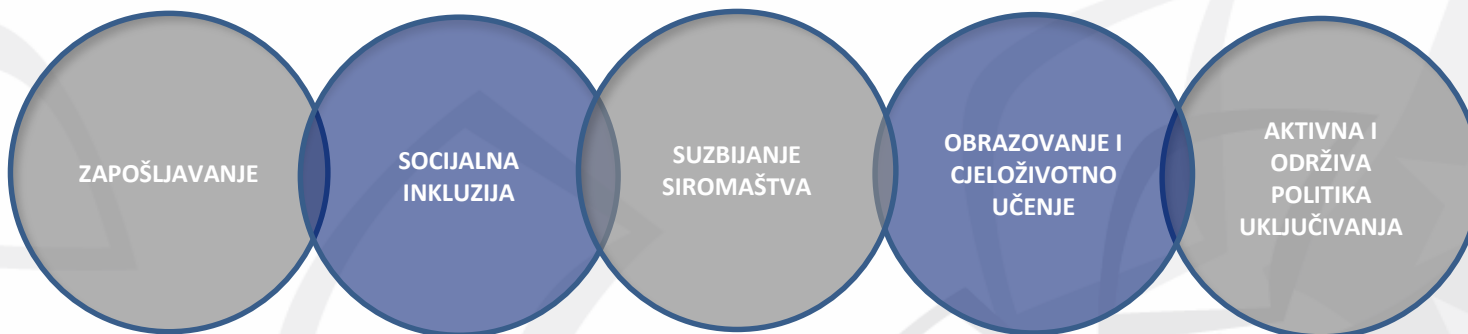 ZAPOŠLJAVANJE
SOCIJALNA
INKLUZIJA
SUZBIJANJE
SIROMAŠTVA
OBRAZOVANJE I
CJELOŽIVOTNO
UČENJE
AKTIVNA I
ODRŽIVA
POLITIKA
UKLJUČIVANJA